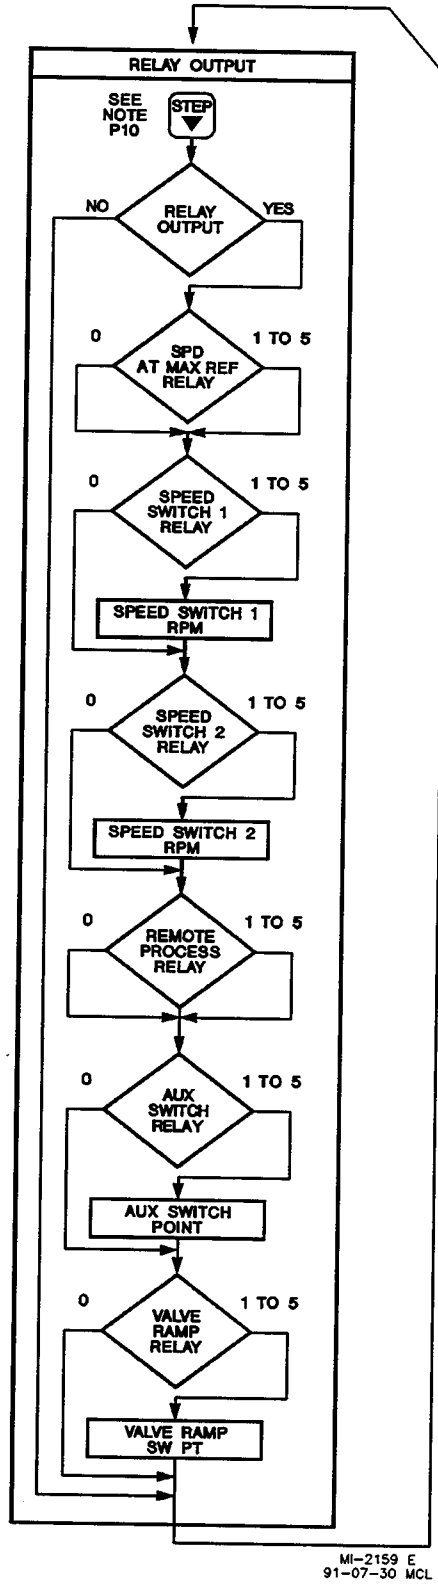 RELAY OUTPUT
SEE
NOTE
P10
STEP
NO
YES
RELAY
OUTPUT
0
1 TO 5
SPD
AT MAX REF
RELAY
0
1 TO 5
SPEED
SWITCH 1
RELAY
SPEED SWITCH 1
RPM
0
1 TO 5
SPEED
SWITCH 2
RELAY
SPEED SWITCH 2
RPM
0
1 TO 5
REMOTE
PROCESS
RELAY
0
1 TO 5
AUX
SWITCH
RELAY
AUX SWITCH
POINT
0
1 TO 5
VALVE
RAMP
RELAY
VALVE RAMP
SW PT
MI-2159 E
91-07-30 MCL